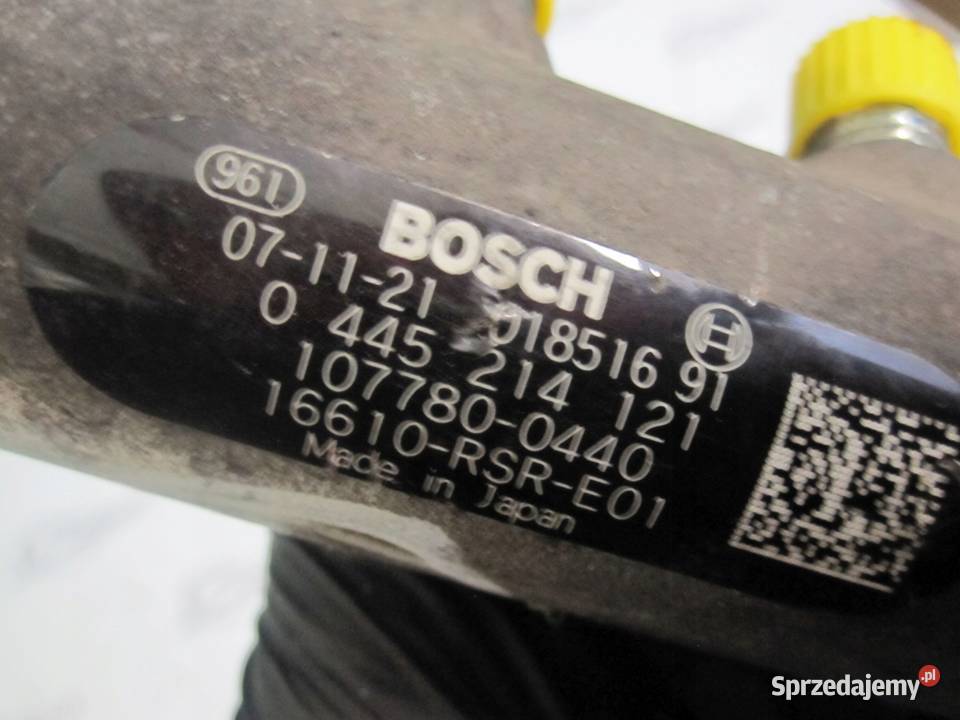 961
BOSCH
07-11-21 018516 91
0 445 214 121
107780-0440
16610-RSR-E01
Made in Japan
Sprzedajemy.pl